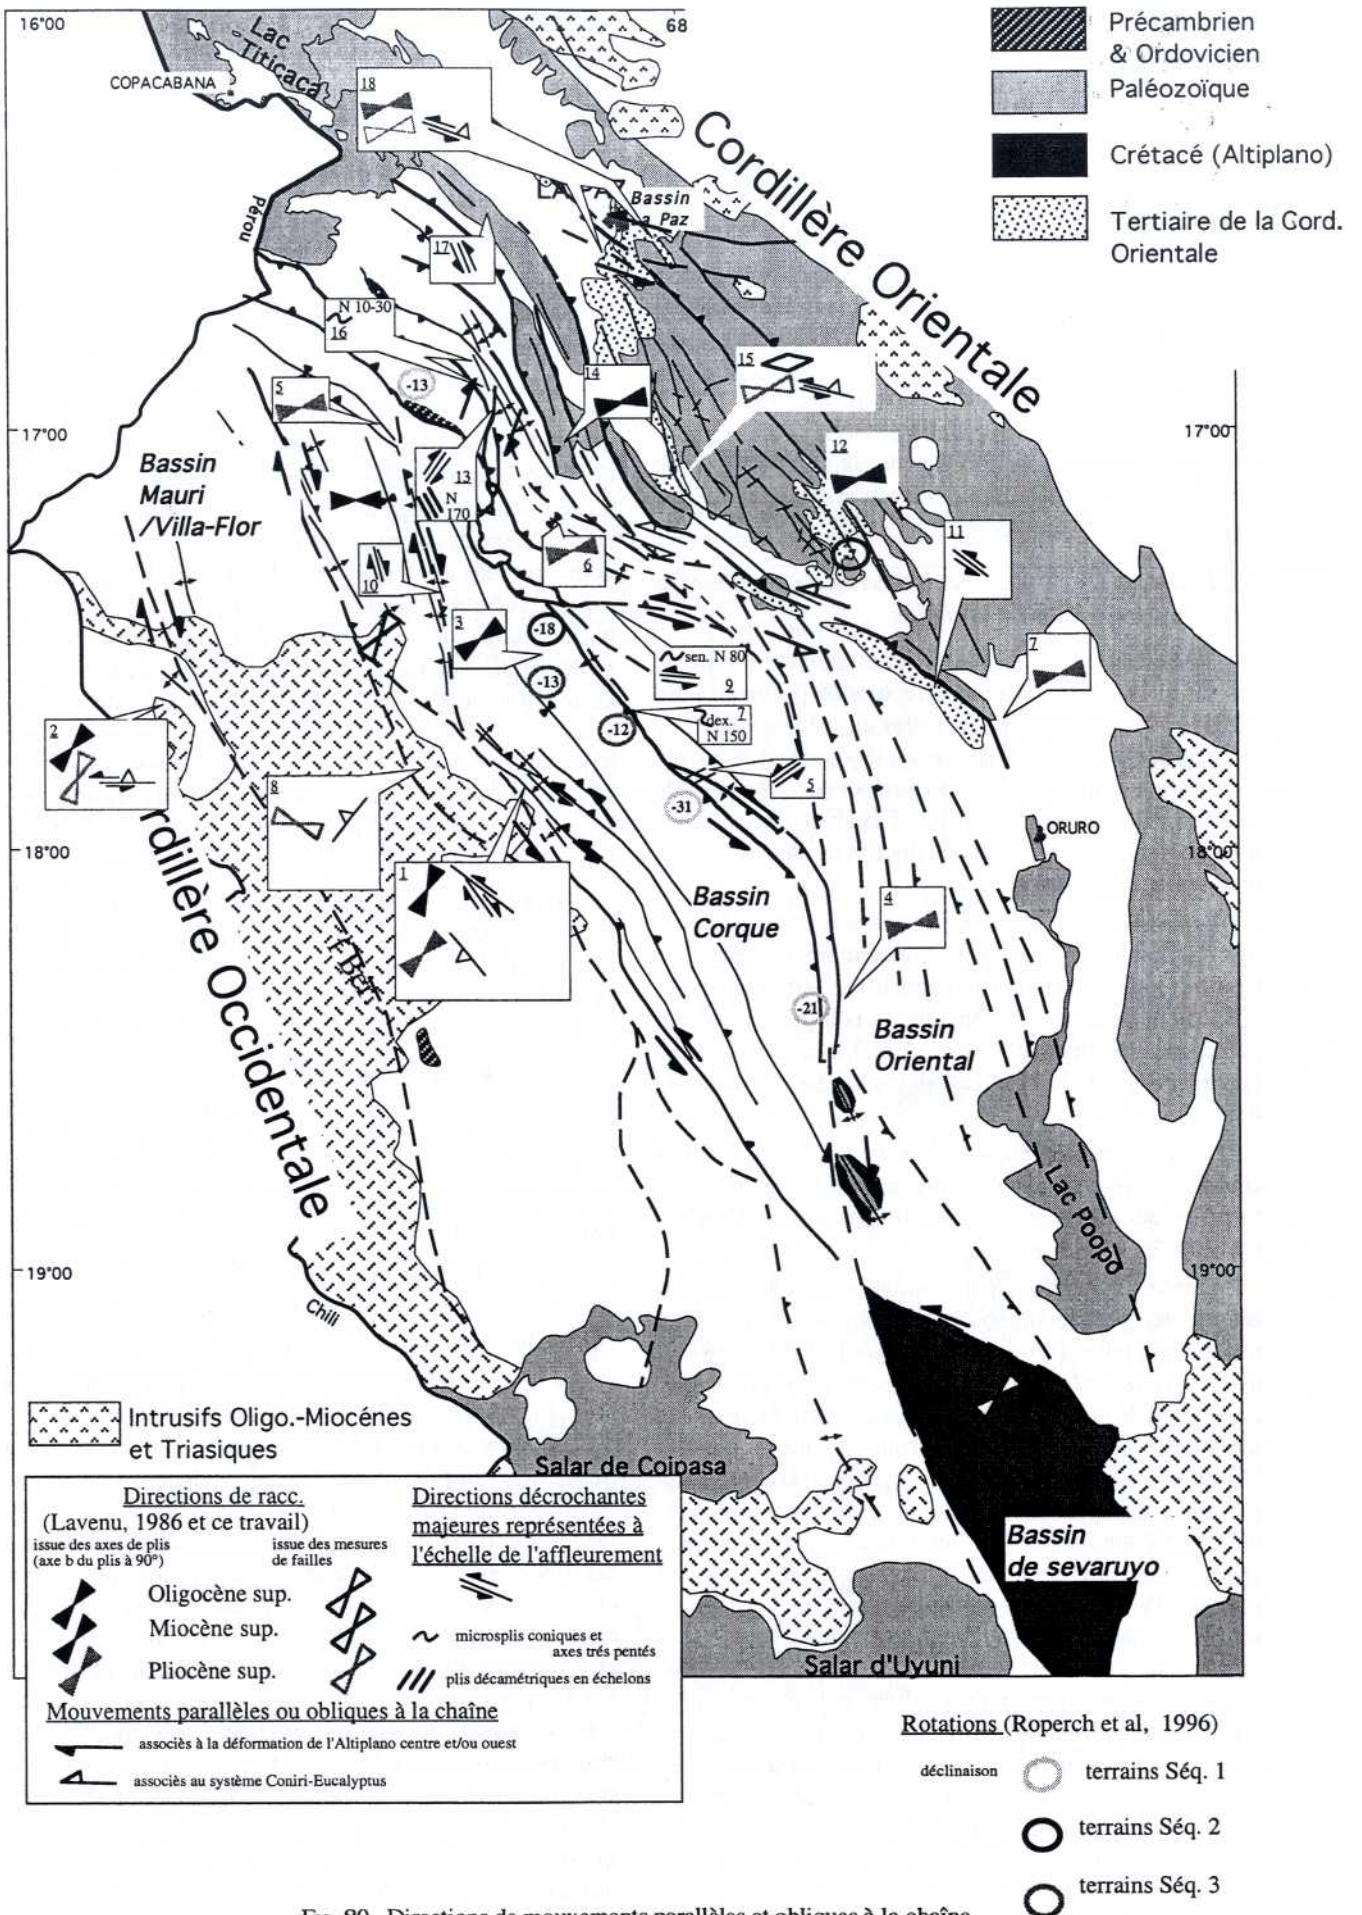 16°00
68
Lac
Titicaca
COPACABANA
Pérou
18
Bassin
Paz
Cordillère Orientale
Précambrien
& Ordovicien
Paléozoïque
Crétacé (Altiplano)
Tertiaire de la Gord.
Orientale
17
N 10-30
16
-13
5
14
15
12
17°00
17°00
Bassin
Mauri
/Villa-Flor
13
N
170
11
10
6
3
-18
-13
sen. N 80
9
7
7
dex.
N 150
-12
2
8
5
-31
ORURO
18°00
18°00
1
rdillère Occidentale
Bassin
Corque
4
-21
Bassin
Oriental
Lac Poopó
19°00
19°00
Chili
Intrusifs Oligo.-Miocénes
et Triasiques
Salar de Coipasa
Bassin
de sevaruyo
Salar d'Uyuni
Directions de racc.
(Lavenu, 1986 et ce travail)
issue des axes de plis
(axe b du plis à 90°)
issue des mesures
de failles
Oligocène sup.
Miocène sup.
Pliocène sup.
Directions décrochantes
majeures représentées à
l'échelle de l'affleurement
microsplis coniques et
axes trés pentés
plis décamétriques en échelons
Mouvements parallèles ou obliques à la chaîne
associès à la déformation de l'Altiplano centre et/ou ouest
associès au système Coniri-Eucalyptus
Rotations (Roperch et al, 1996)
déclinaison
terrains Séq. 1
terrains Séq. 2
terrains Séq. 3